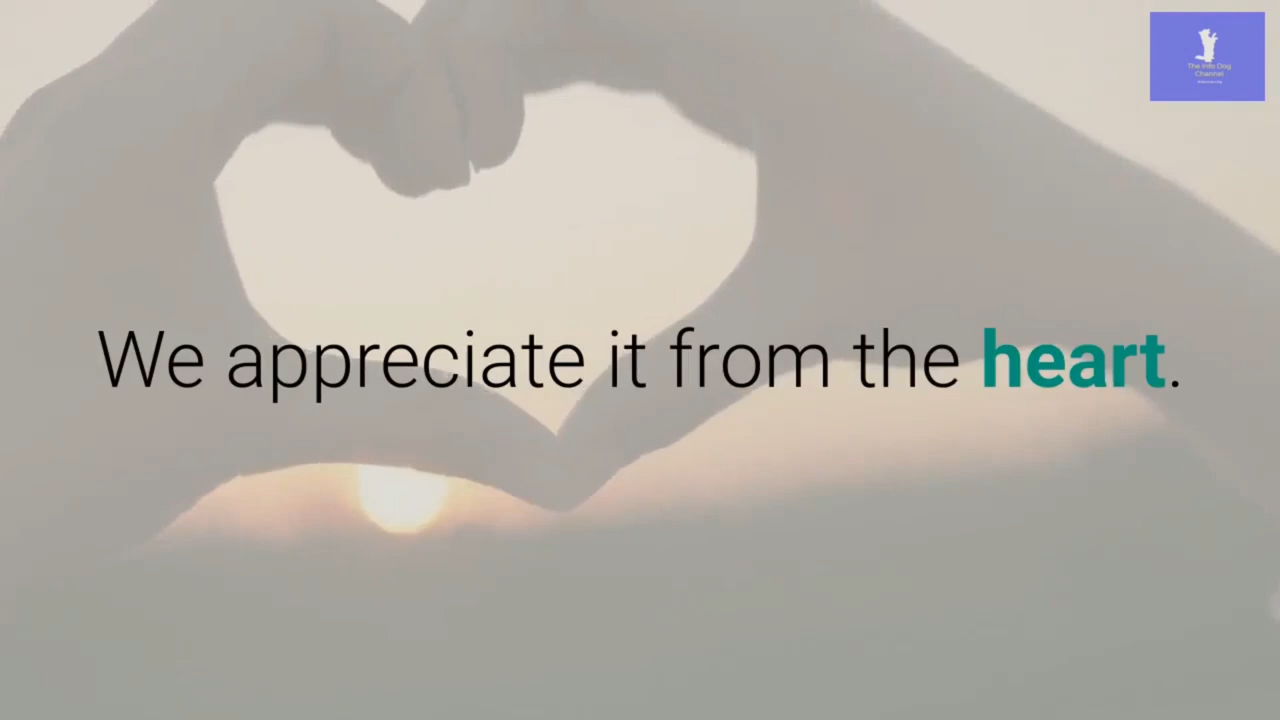 The Info Dog
Channel
We appreciate it from the heart.